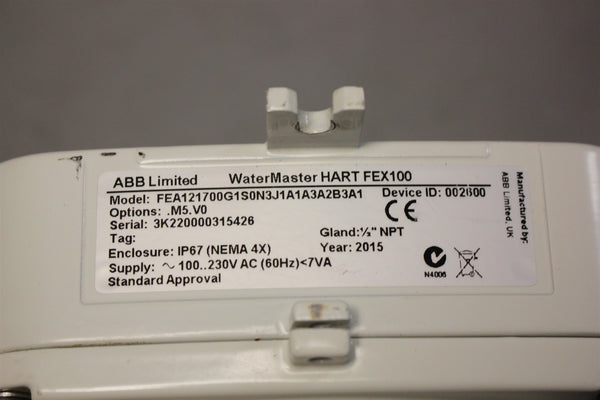 ABB Limited WaterMaster HART FEX100
Model: FEA121700G1S0N3J1A1A3A2B3A1 Device ID: 002600
Options: .M5.V0
Serial: 3K220000315426
Tag:
Gland:½" NPT
Enclosure: IP67 (NEMA 4X) Year: 2015
Supply: ~ 100..230V AC (60Hz)<7VA
Standard Approval
CE
N4006
Manufactured by:
ABB Limited, UK